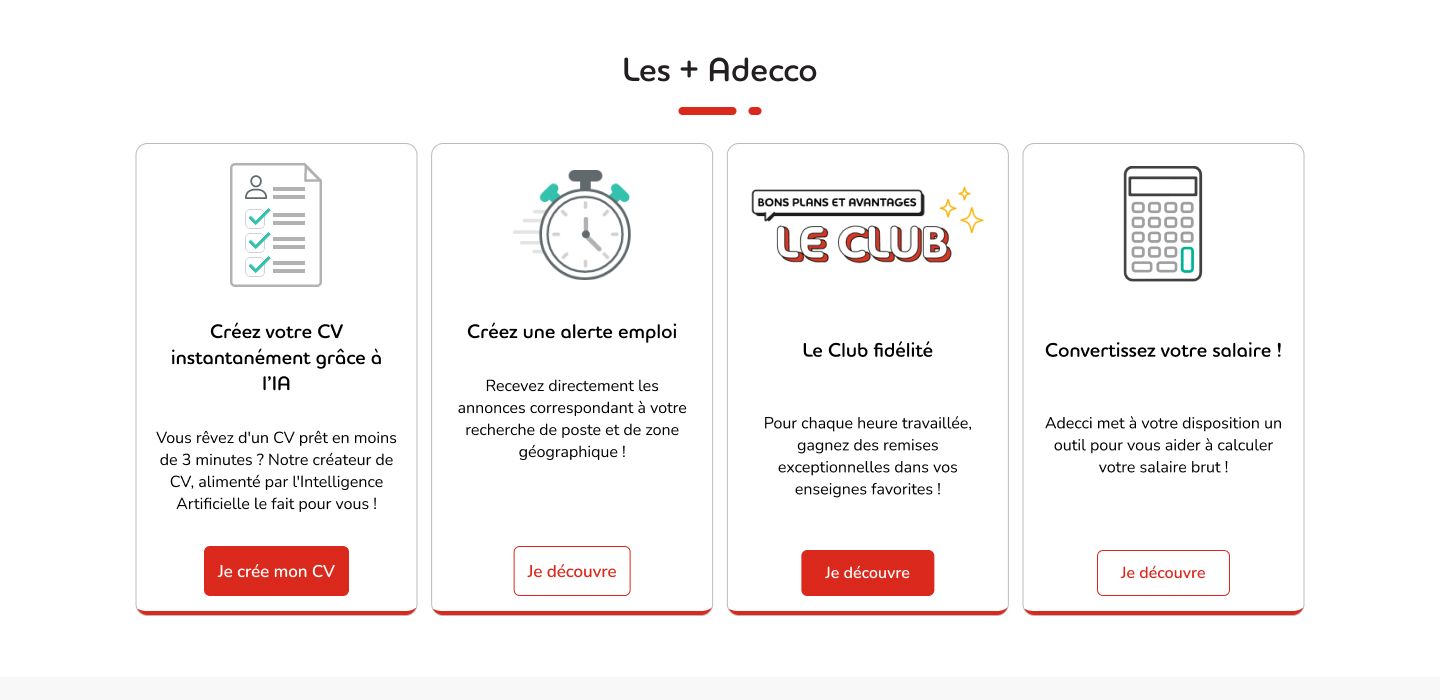 Les + Adecco
Créez votre CV
instantanément grâce à
l'IA
Vous rêvez d'un CV prêt en moins
de 3 minutes ? Notre créateur de
CV, alimenté par l'Intelligence
Artificielle le fait pour vous !
Je crée mon CV
Créez une alerte emploi
Recevez directement les
annonces correspondant à votre
recherche de poste et de zone
géographique !
Je découvre
BONS PLANS ET AVANTAGES
LE CLUB
Le Club fidélité
Pour chaque heure travaillée,
gagnez des remises
exceptionnelles dans vos
enseignes favorites !
Je découvre
Convertissez votre salaire !
Adecci met à votre disposition un
outil pour vous aider à calculer
votre salaire brut !
Je découvre